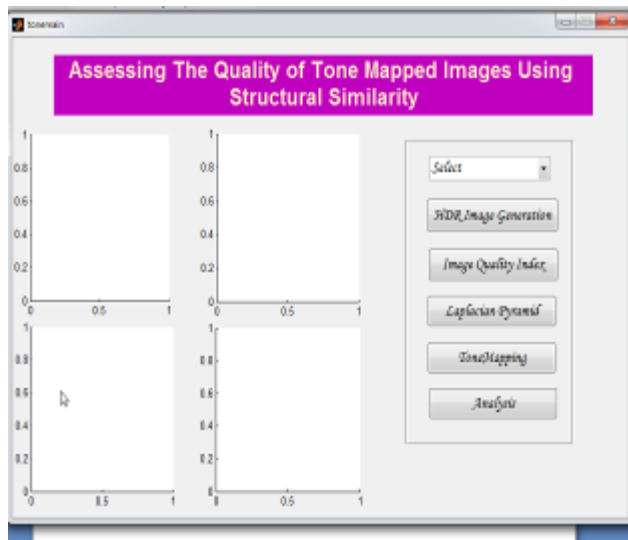 tonemain
Assessing The Quality of Tone Mapped Images Using
Structural Similarity
1
0.8
0.6
0.4
0.2
0
0 0.5 1
1
0.8
0.6
0.4
0.2
0
0 0.5 1
1
0.8
0.6
0.4
0.2
0
0 0.5 1
1
0.8
0.6
0.4
0.2
0
0 0.5 1
Select
HDR Image Generation
Image Quality Index
Laplacian Pyramid
ToneMapping
Analysis